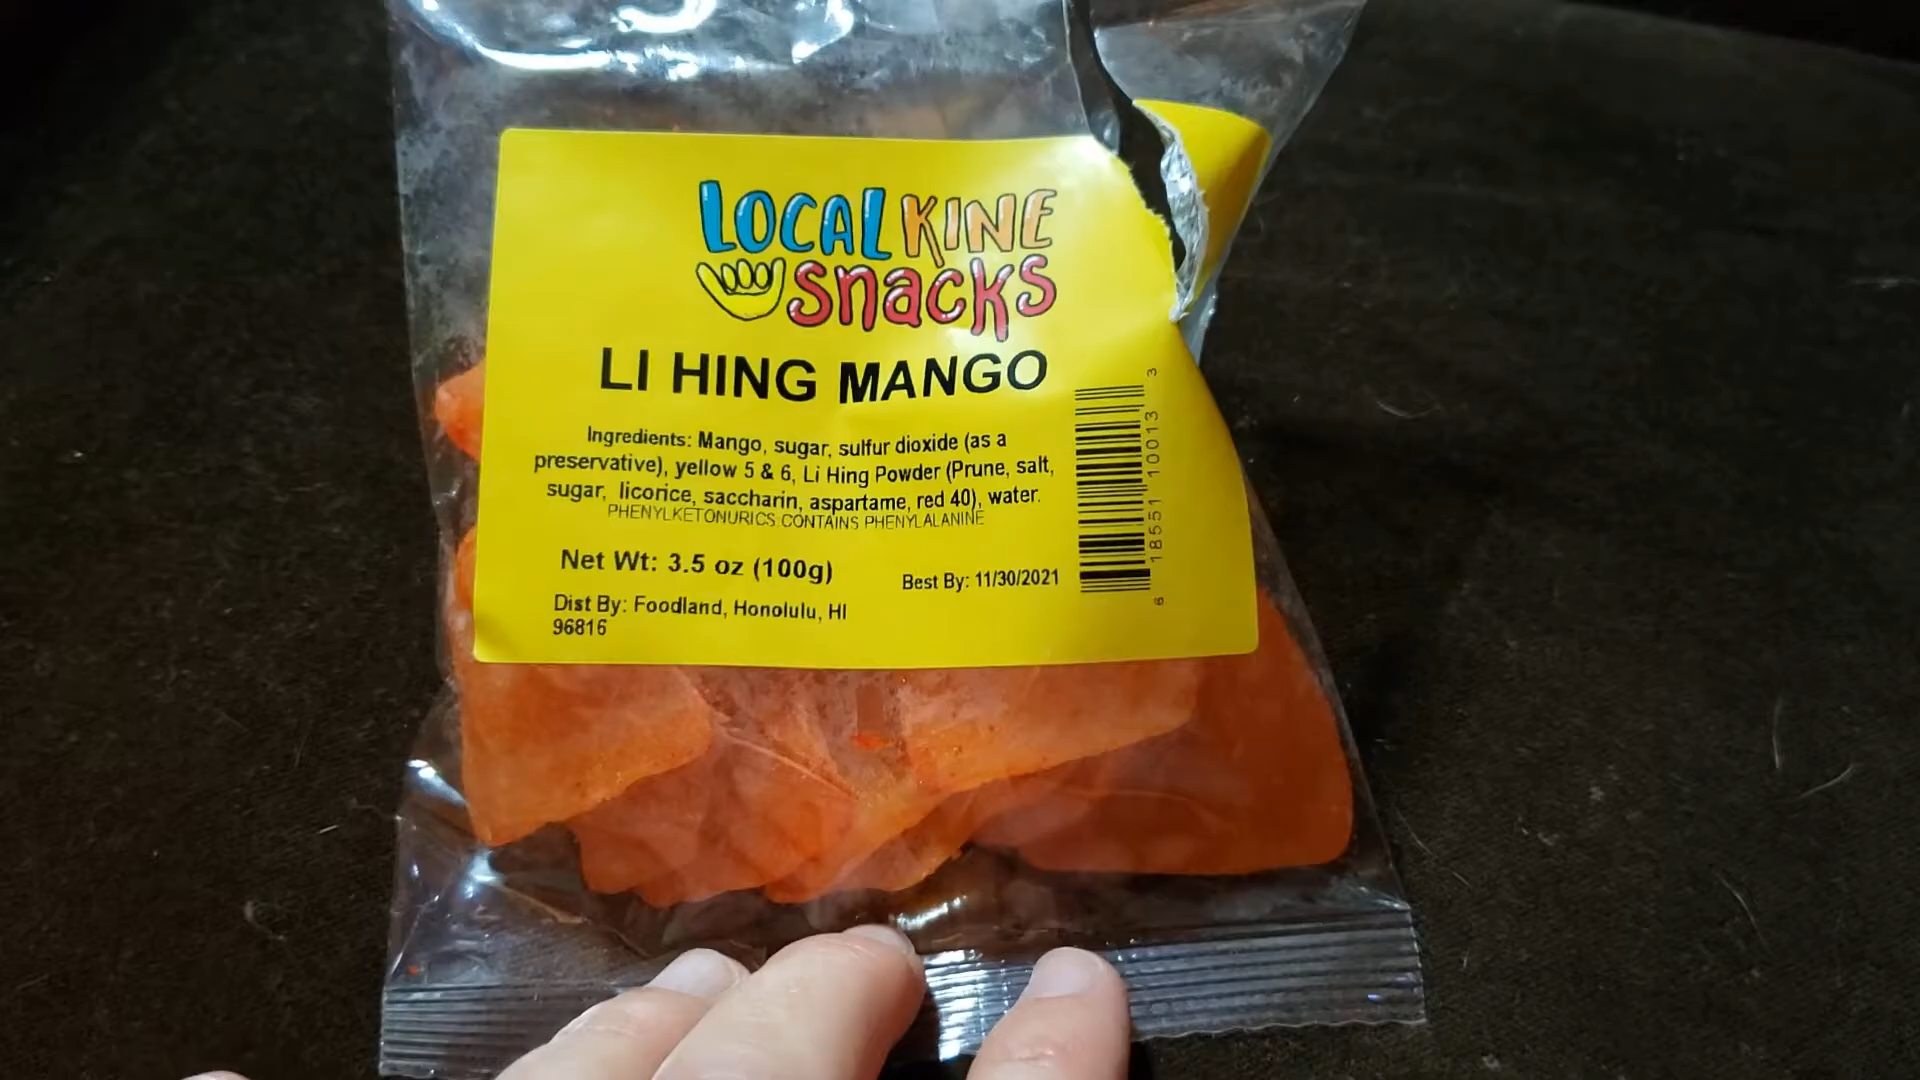 LOCAL KINE
snacks
LI HING MANGO
Ingredients: Mango, sugar, sulfur dioxide (as a
preservative), yellow 5 & 6, Li Hing Powder (Prune, salt,
sugar, licorice, saccharin, aspartame, red 40), water.
PHENYLKETONURICS CONTAINS PHENYLALANINE
Net Wt: 3.5 oz (100g)
Best By: 11/30/2021
Dist By: Foodland, Honolulu, HI
96816
6 18551 10013 3